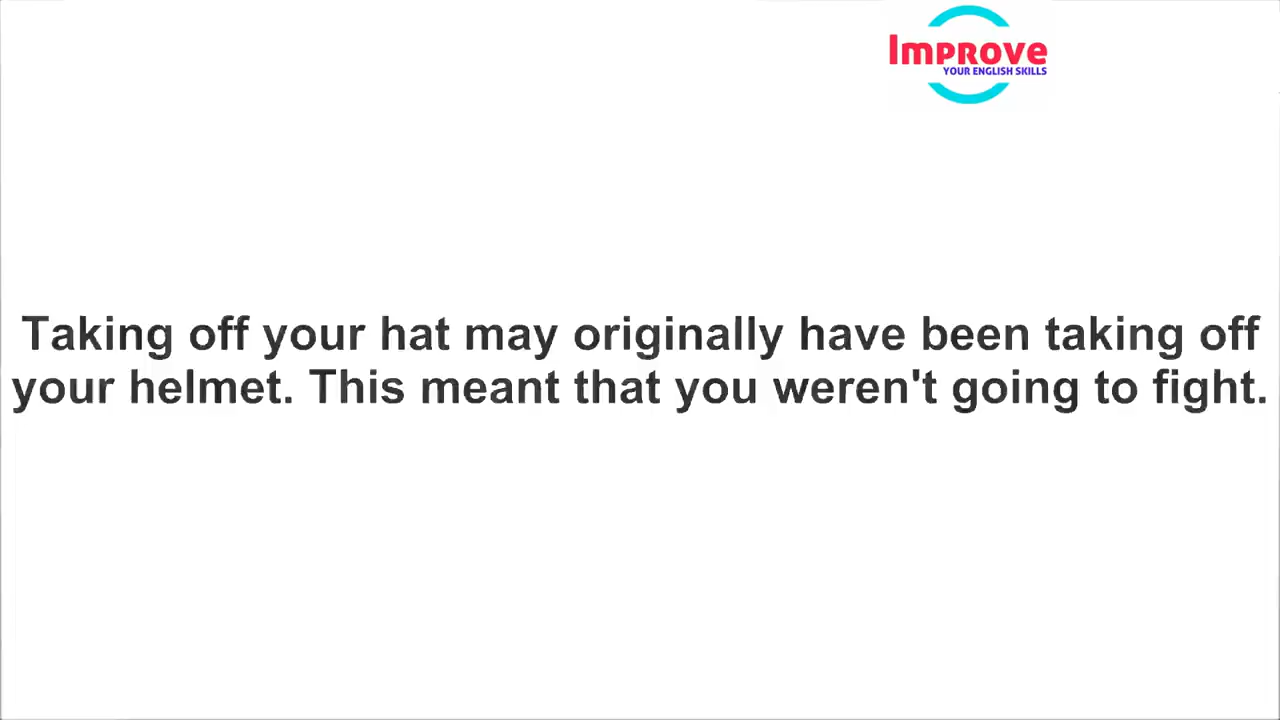 Improve
YOUR ENGLISH SKILLS
Taking off your hat may originally have been taking off
your helmet. This meant that you weren't going to fight.